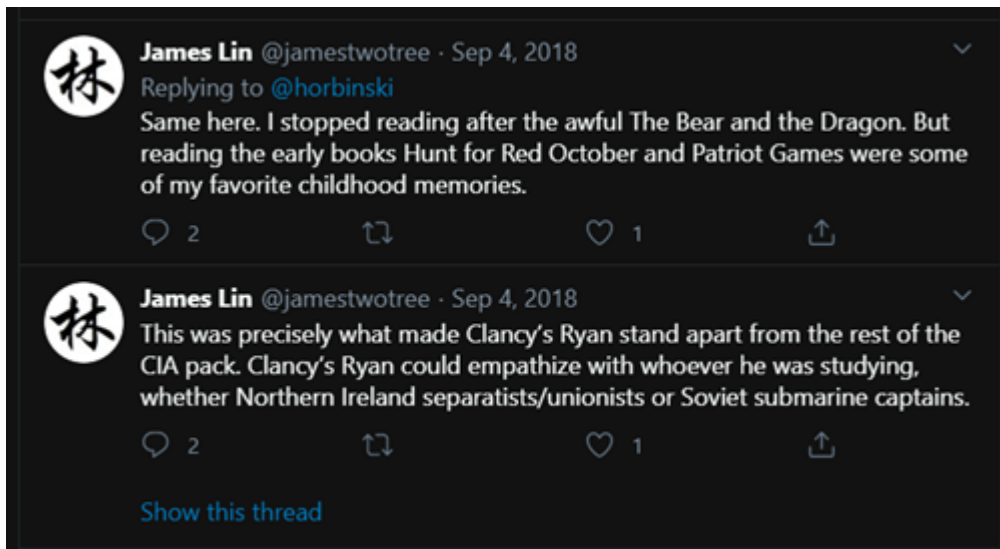 林
James Lin @jamestwotree · Sep 4, 2018
Replying to @horbinski
Same here. I stopped reading after the awful The Bear and the Dragon. But
reading the early books Hunt for Red October and Patriot Games were some
of my favorite childhood memories.
2 1
林
James Lin @jamestwotree · Sep 4, 2018
This was precisely what made Clancy’s Ryan stand apart from the rest of the
CIA pack. Clancy’s Ryan could empathize with whoever he was studying,
whether Northern Ireland separatists/unionists or Soviet submarine captains.
2 1
Show this thread